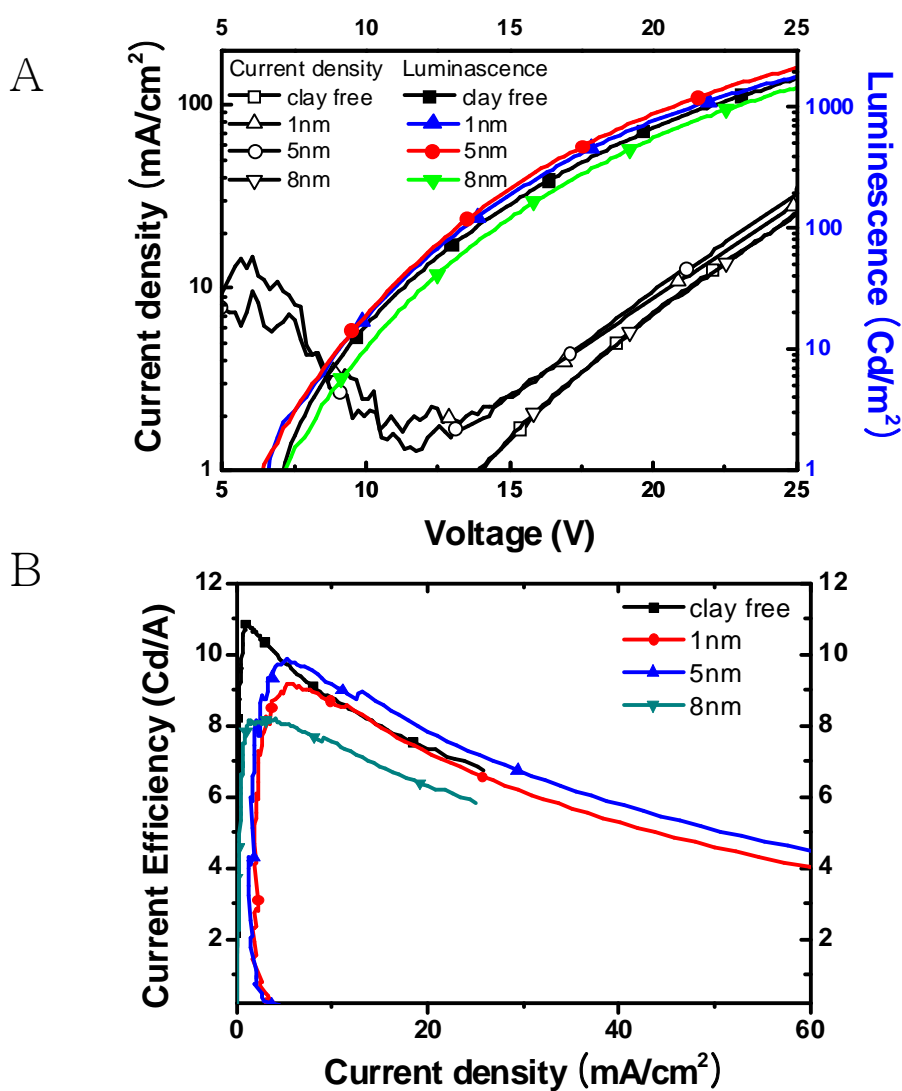 A
5 10 15 20 25
Current density Luminascence
clay free clay free
1nm 1nm
5nm 5nm
8nm 8nm
Current density (mA/cm²)
100
10
1
Luminescence (Cd/m²)
1000
100
10
1
5 10 15 20 25
Voltage (V)
B
12 12
10 10
8 8
6 6
4 4
2 2
Current Efficiency (Cd/A)
clay free
1nm
5nm
8nm
0 20 40 60
Current density (mA/cm²)